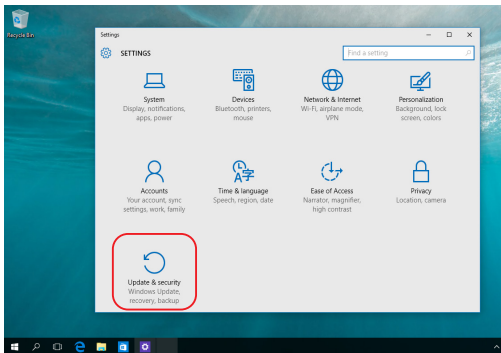 Recycle Bin
Settings
SETTINGS
Find a setting
System
Display, notifications,
apps, power
Devices
Bluetooth, printers,
mouse
Network & Internet
Wi-Fi, airplane mode,
VPN
Personalization
Background, lock
screen, colors
Accounts
Your account, sync
settings, work, family
Time & language
Speech, region, date
Ease of Access
Narrator, magnifier,
high contrast
Privacy
Location, camera
Update & security
Windows Update,
recovery, backup